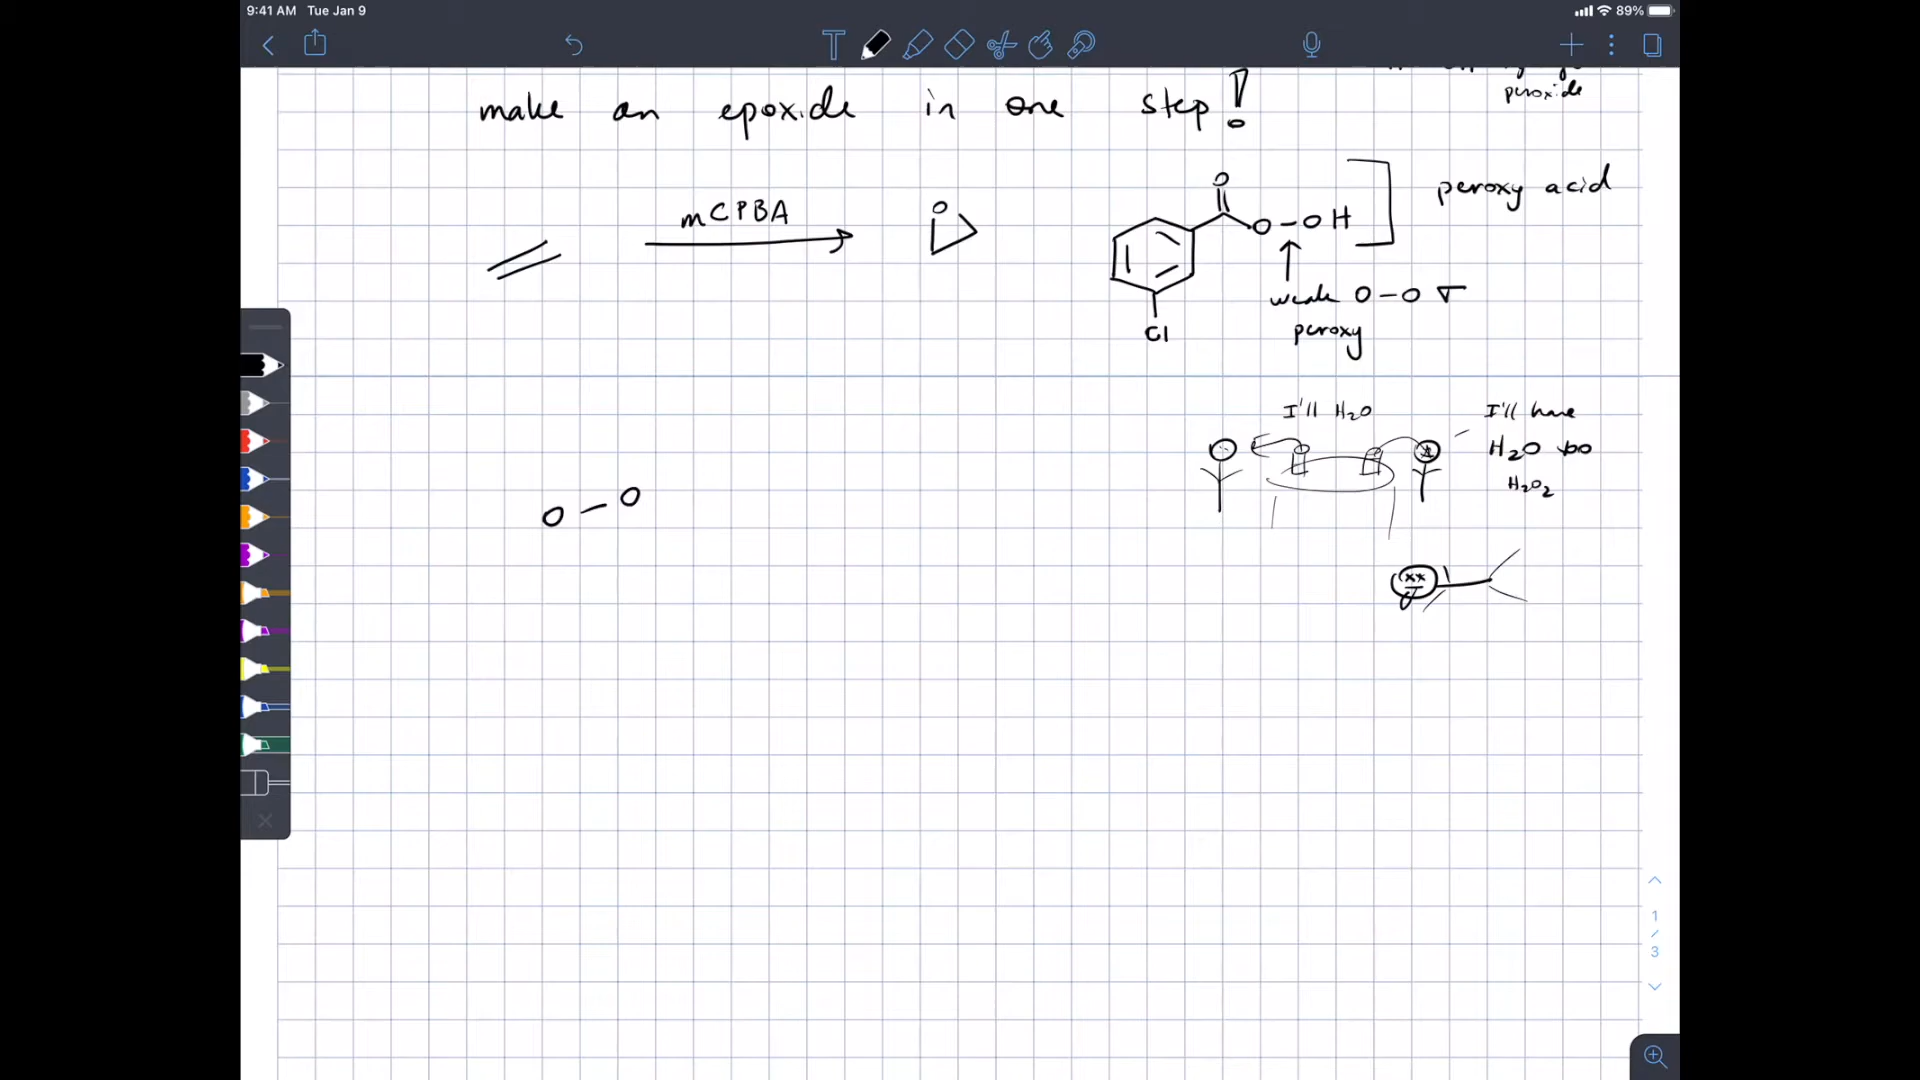 9:41 AM Tue Jan 9
89%
peroxide
make an epoxide in one step!
mCPBA
O
O
O-OH
Cl
peroxy acid
weak O-O σ
peroxy
I'll H₂O
I'll have
H₂O too
H₂O₂
O-O
xx
1
/
3